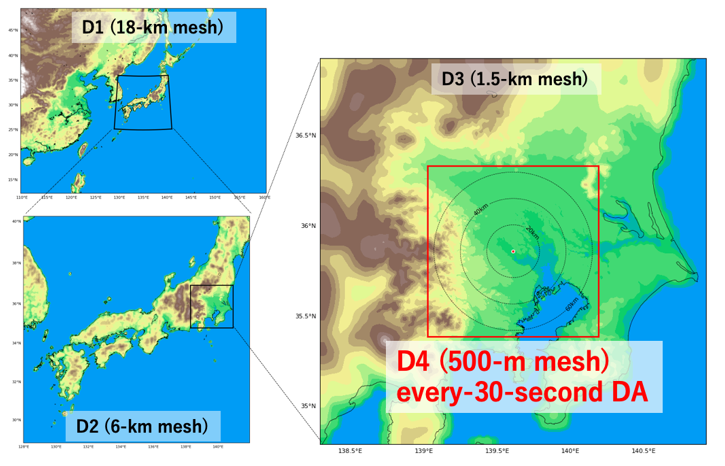 D1 (18-km mesh)
45°N
40°N
35°N
30°N
25°N
20°N
15°N
110°E 115°E 120°E 125°E 130°E 135°E 140°E 145°E 150°E 155°E 160°E
D3 (1.5-km mesh)
36.5°N
36°N
35.5°N
35°N
40km
20km
60km
D4 (500-m mesh)
every-30-second DA
138.5°E 139°E 139.5°E 140°E 140.5°E
40°N
38°N
36°N
34°N
32°N
30°N
D2 (6-km mesh)
128°E 130°E 132°E 134°E 136°E 138°E 140°E